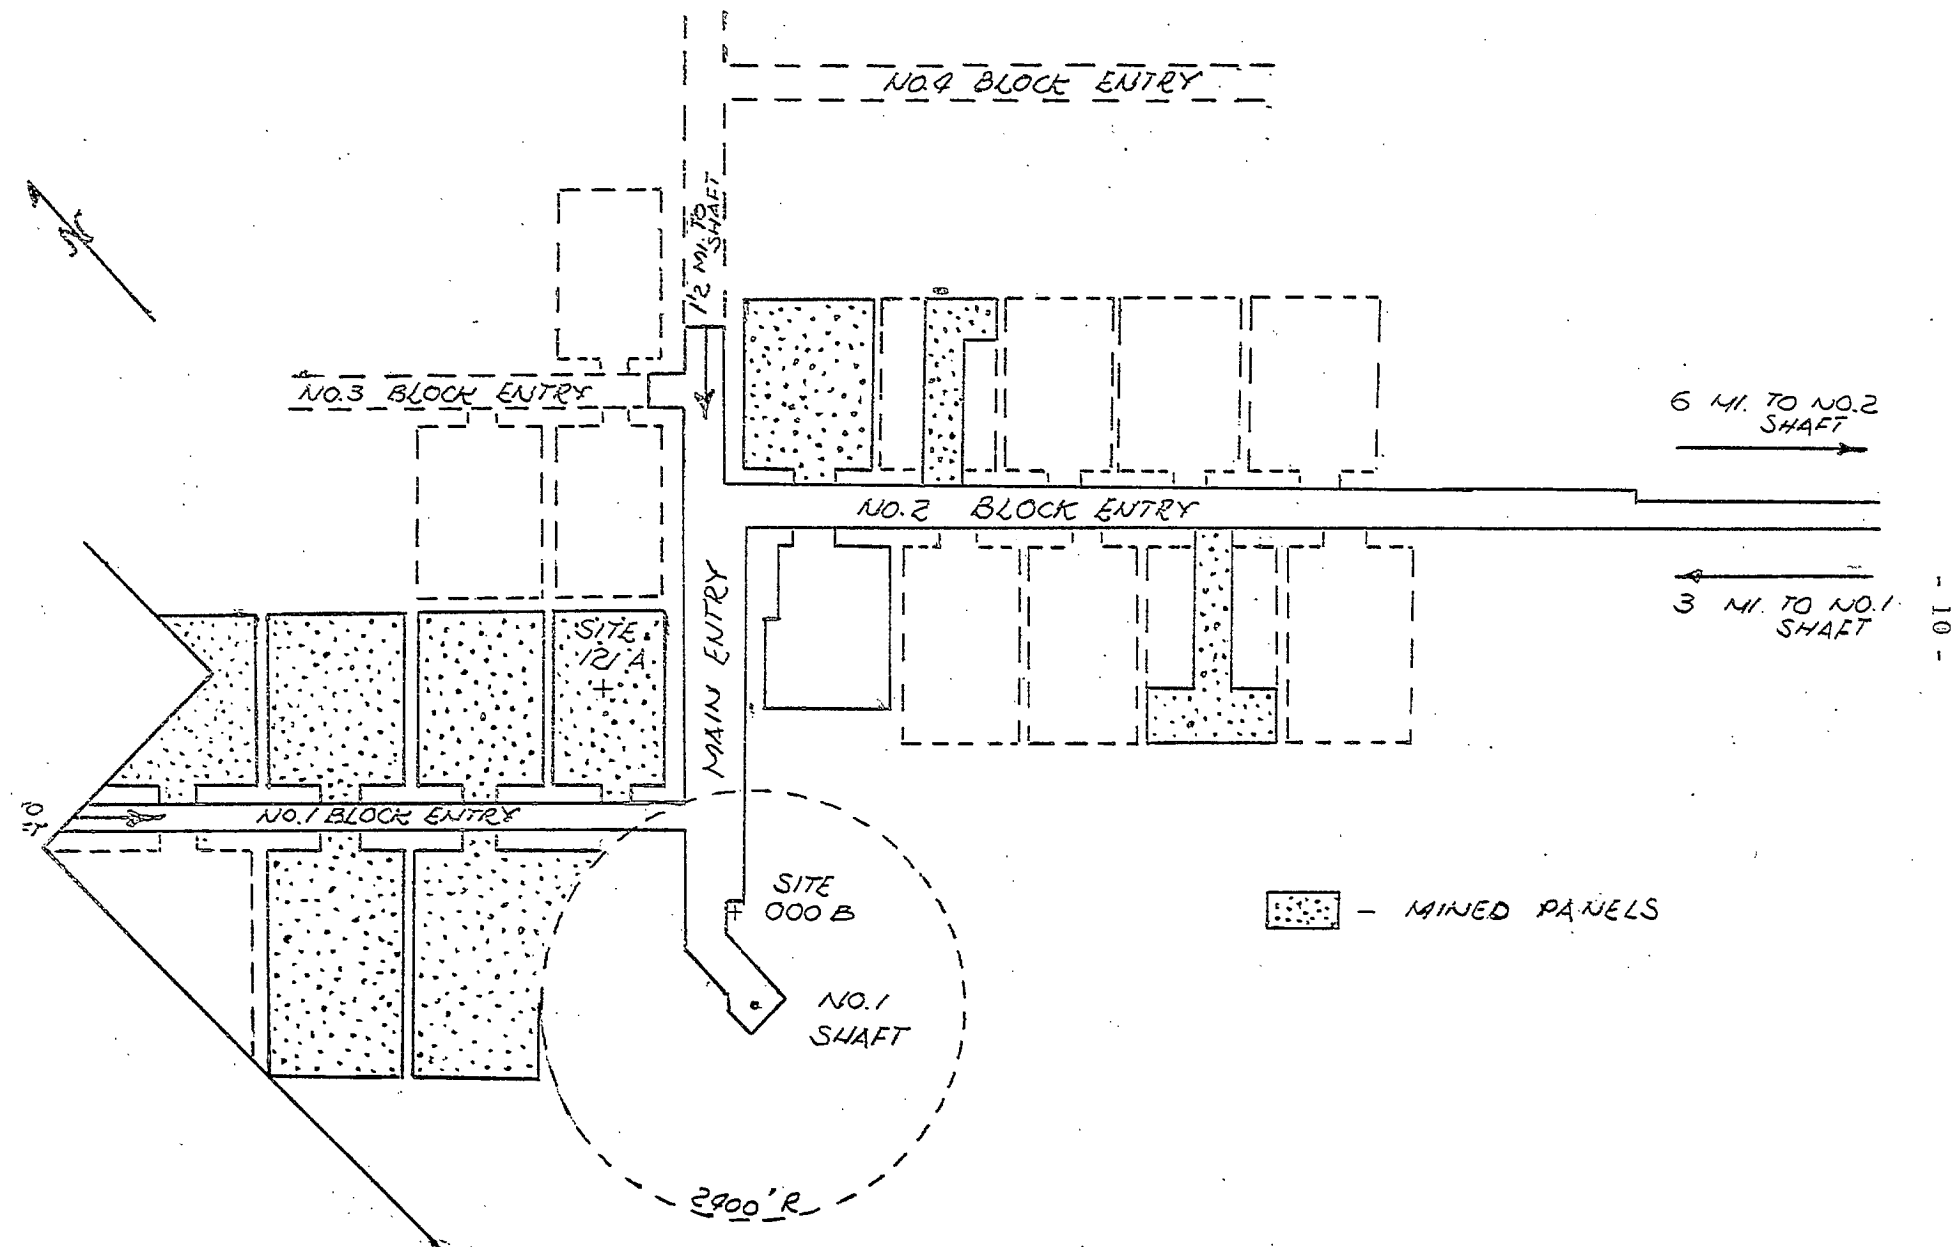 NO.4 BLOCK ENTRY
N
1 1/2 MI. TO
SHAFT
NO.3 BLOCK ENTRY
6 MI. TO NO.2
SHAFT
NO.2 BLOCK ENTRY
3 MI. TO NO.1
SHAFT
- 10 -
SITE
121 A
MAIN ENTRY
NO.1 BLOCK ENTRY
SITE
000 B
- MINED PANELS
NO.1
SHAFT
2400' R